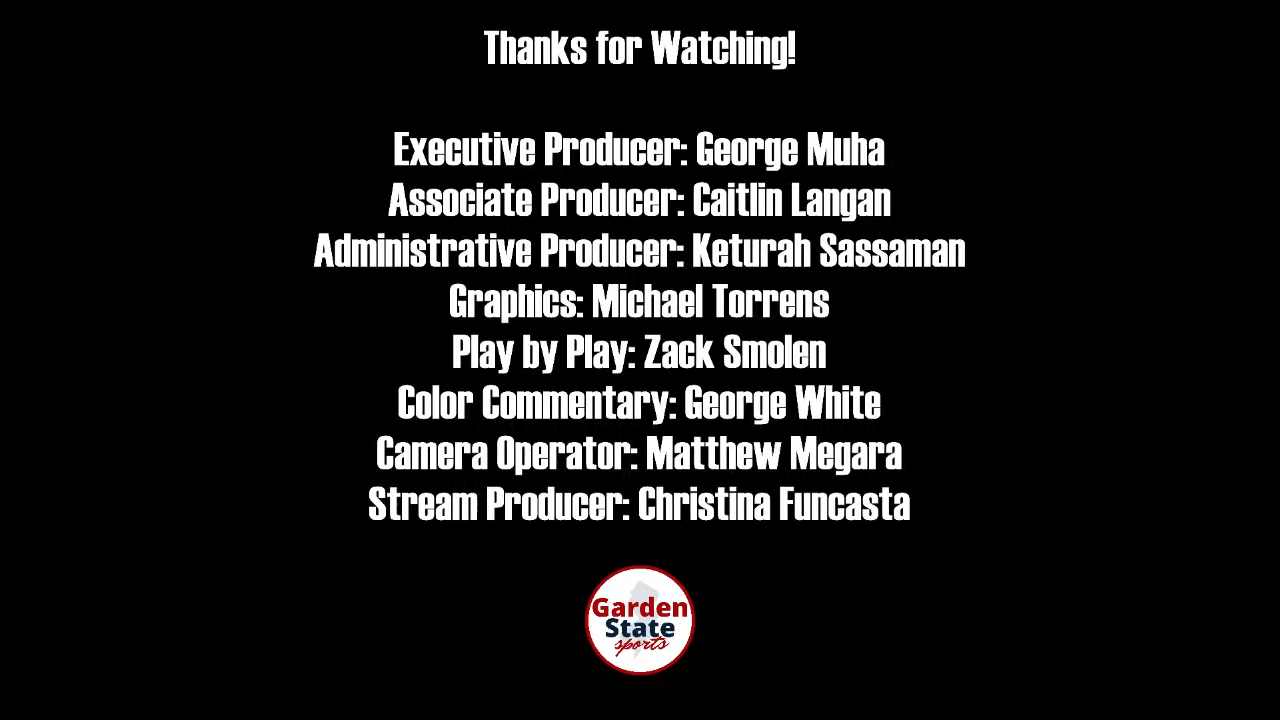 Thanks for Watching!
Executive Producer: George Muha
Associate Producer: Caitlin Langan
Administrative Producer: Keturah Sassaman
Graphics: Michael Torrens
Play by Play: Zack Smolen
Color Commentary: George White
Camera Operator: Matthew Megara
Stream Producer: Christina Funcasta
Garden
State
sports